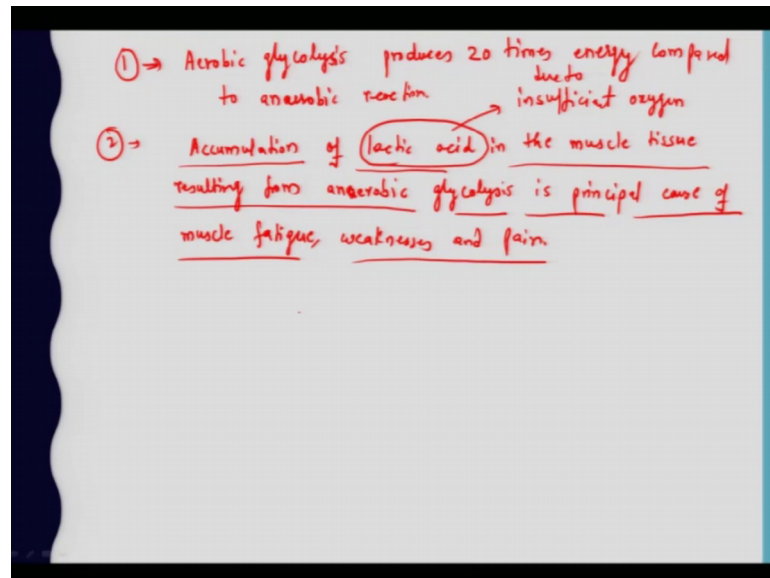 ① → Aerobic glycolysis produces 20 times energy compared
to anaerobic reaction.
due to
insufficient oxygen
② → Accumulation of lactic acid in the muscle tissue
resulting from anaerobic glycolysis is principal cause of
muscle fatigue, weaknesses and pain.